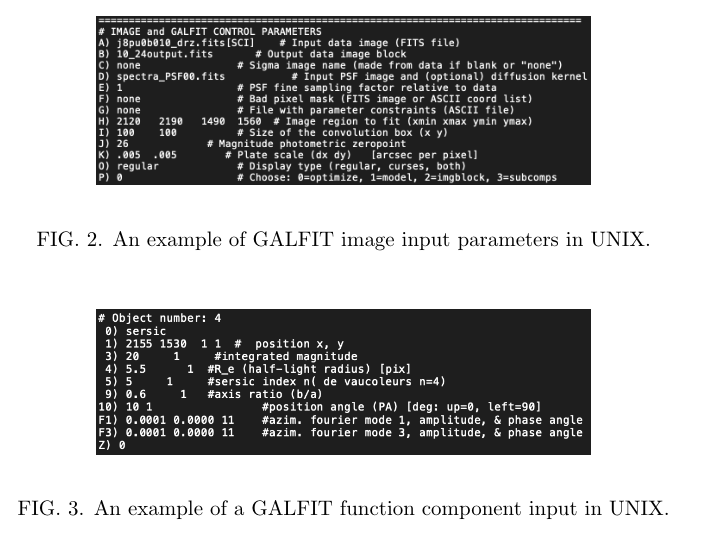 ================================================================================
# IMAGE and GALFIT CONTROL PARAMETERS
A) j8pu0b010_drz.fits[SCI] # Input data image (FITS file)
B) 10_24output.fits # Output data image block
C) none # Sigma image name (made from data if blank or "none")
D) spectra_PSF00.fits # Input PSF image and (optional) diffusion kernel
E) 1 # PSF fine sampling factor relative to data
F) none # Bad pixel mask (FITS image or ASCII coord list)
G) none # File with parameter constraints (ASCII file)
H) 2120 2190 1490 1560 # Image region to fit (xmin xmax ymin ymax)
I) 100 100 # Size of the convolution box (x y)
J) 26 # Magnitude photometric zeropoint
K) .005 .005 # Plate scale (dx dy) [arcsec per pixel]
O) regular # Display type (regular, curses, both)
P) 0 # Choose: 0=optimize, 1=model, 2=imgblock, 3=subcomps
FIG. 2. An example of GALFIT image input parameters in UNIX.
# Object number: 4
0) sersic
1) 2155 1530 1 1 # position x, y
3) 20 1 #integrated magnitude
4) 5.5 1 #R_e (half-light radius) [pix]
5) 5 1 #sersic index n( de vaucoleurs n=4)
9) 0.6 1 #axis ratio (b/a)
10) 10 1 #position angle (PA) [deg: up=0, left=90]
F1) 0.0001 0.0000 11 #azim. fourier mode 1, amplitude, & phase angle
F3) 0.0001 0.0000 11 #azim. fourier mode 3, amplitude, & phase angle
Z) 0
FIG. 3. An example of a GALFIT function component input in UNIX.